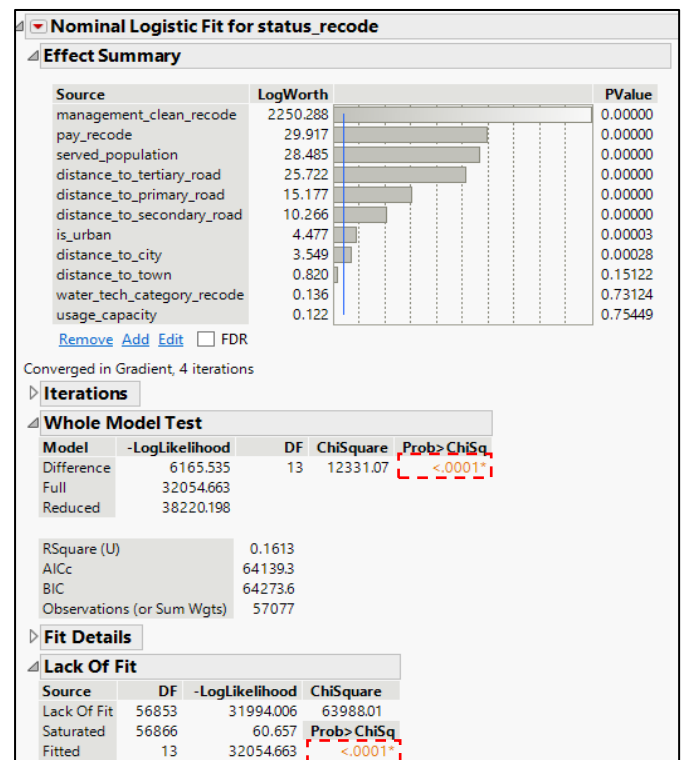 Nominal Logistic Fit for status_recode
Effect Summary
Source LogWorth PValue
management_clean_recode 2250.288 0.00000
pay_recode 29.917 0.00000
served_population 28.485 0.00000
distance_to_tertiary_road 25.722 0.00000
distance_to_primary_road 15.177 0.00000
distance_to_secondary_road 10.266 0.00000
is_urban 4.477 0.00003
distance_to_city 3.549 0.00028
distance_to_town 0.820 0.15122
water_tech_category_recode 0.136 0.73124
usage_capacity 0.122 0.75449
Remove Add Edit FDR
Converged in Gradient, 4 iterations
Iterations
Whole Model Test
Model -LogLikelihood DF ChiSquare Prob>ChiSq
Difference 6165.535 13 12331.07 <.0001*
Full 32054.663
Reduced 38220.198
RSquare (U) 0.1613
AICc 64139.3
BIC 64273.6
Observations (or Sum Wgts) 57077
Fit Details
Lack Of Fit
Source DF -LogLikelihood ChiSquare
Lack Of Fit 56853 31994.006 63988.01
Saturated 56866 60.657 Prob>ChiSq
Fitted 13 32054.663 <.0001*